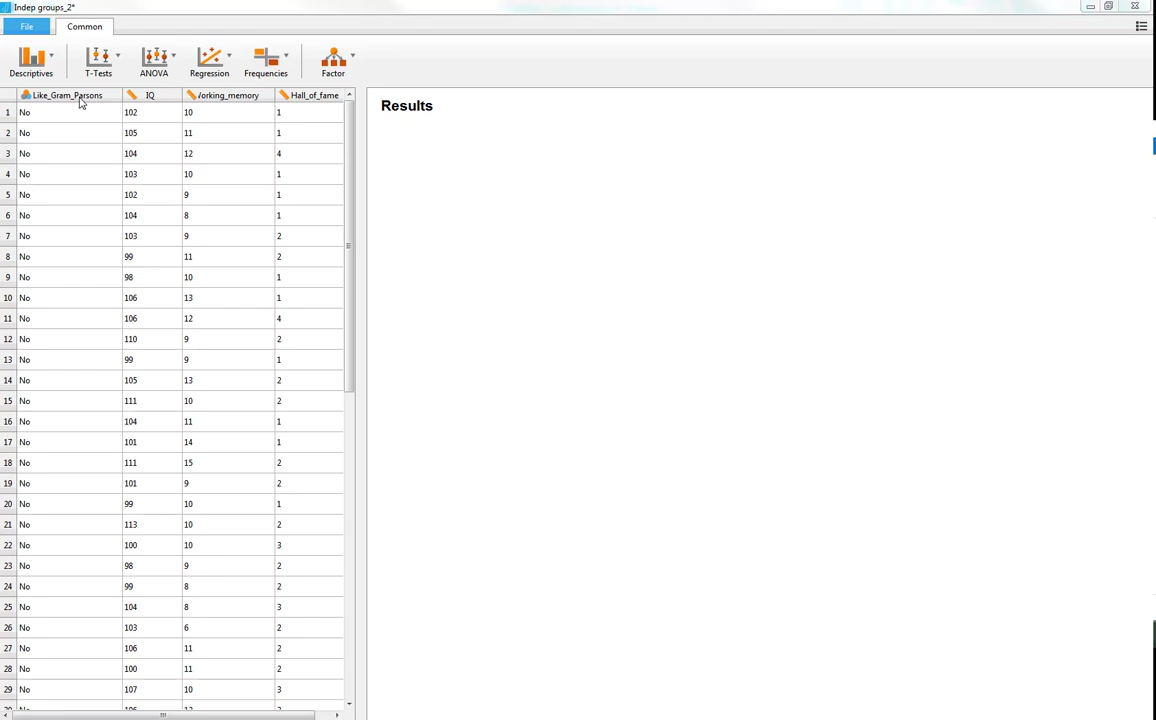 Indep groups_2*
File Common
Descriptives T-Tests ANOVA Regression Frequencies Factor
Like_Gram_Parsons IQ Vorking_memory Hall_of_fame
Results
1 No 102 10 1
2 No 105 11 1
3 No 104 12 4
4 No 103 10 1
5 No 102 9 1
6 No 104 8 1
7 No 103 9 2
8 No 99 11 2
9 No 98 10 1
10 No 106 13 1
11 No 106 12 4
12 No 110 9 2
13 No 99 9 1
14 No 105 13 2
15 No 111 10 2
16 No 104 11 1
17 No 101 14 1
18 No 111 15 2
19 No 101 9 2
20 No 99 10 1
21 No 113 10 2
22 No 100 10 3
23 No 98 9 2
24 No 99 8 2
25 No 104 8 3
26 No 103 6 2
27 No 106 11 2
28 No 100 11 2
29 No 107 10 3